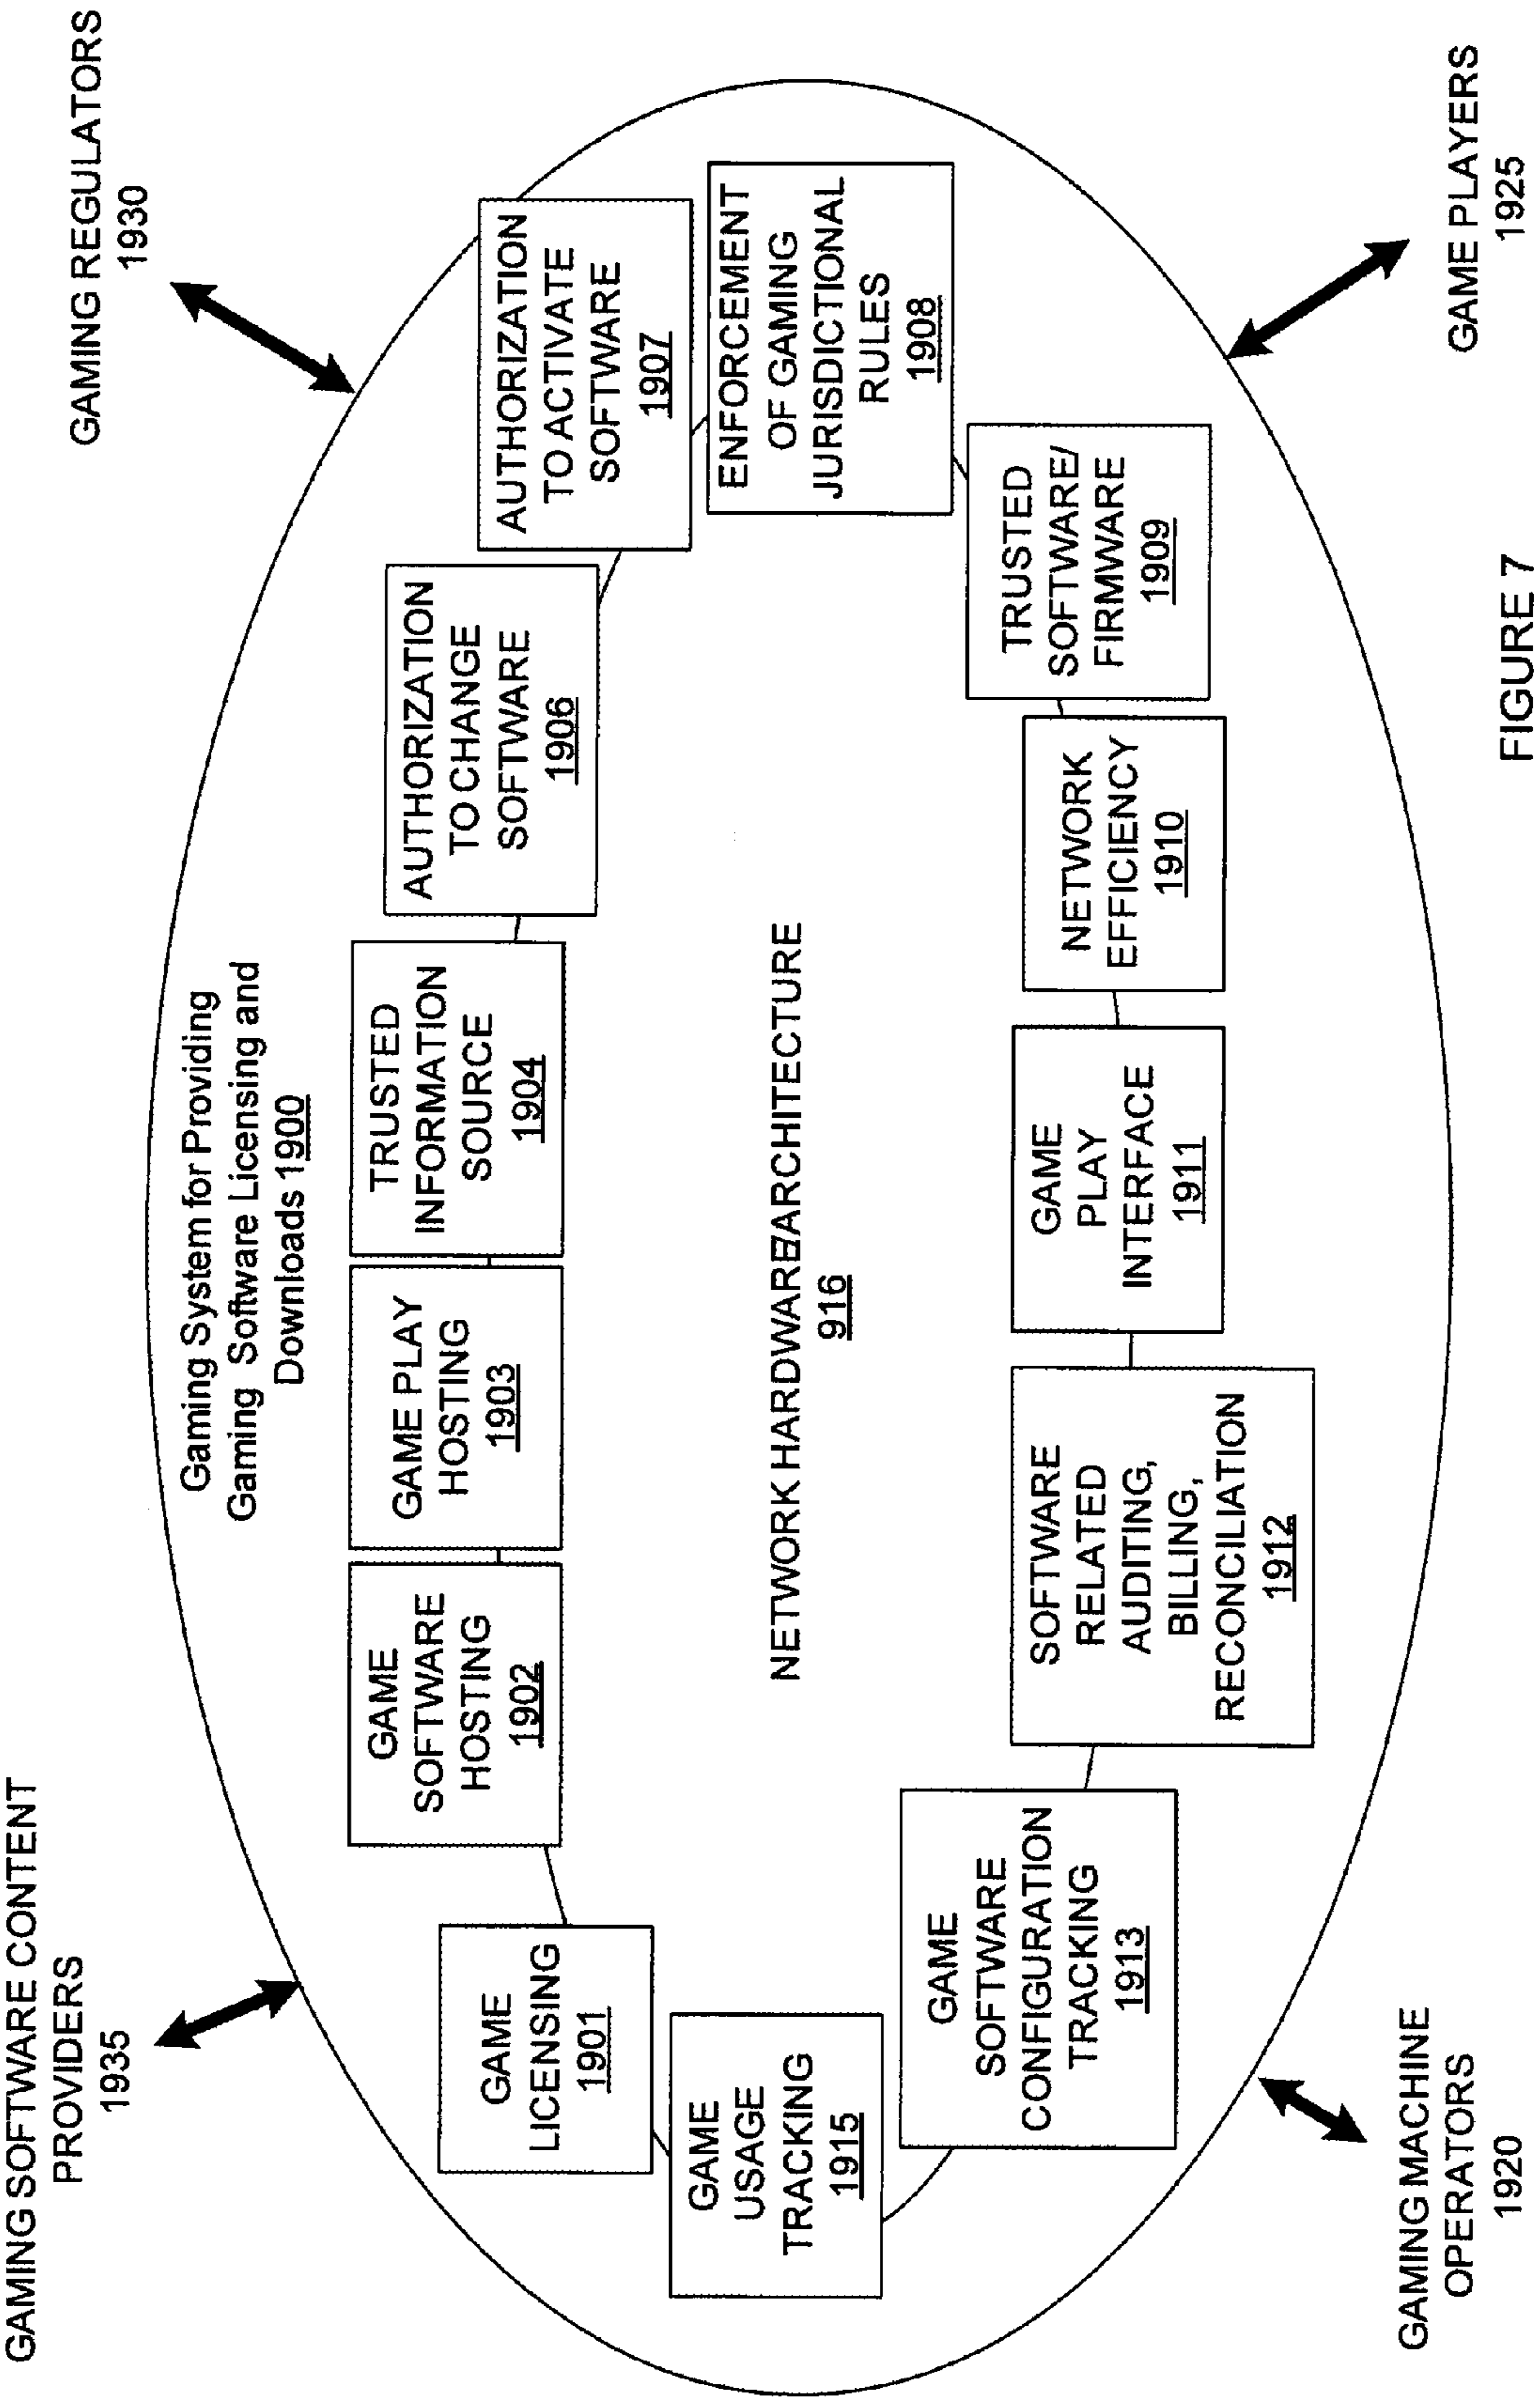 GAMING SOFTWARE CONTENT
PROVIDERS
1935
GAMING REGULATORS
1930
Gaming System for Providing
Gaming Software Licensing and
Downloads 1900
GAME
LICENSING
1901
GAME
SOFTWARE
HOSTING
1902
GAME PLAY
HOSTING
1903
TRUSTED
INFORMATION
SOURCE
1904
AUTHORIZATION
TO CHANGE
SOFTWARE
1906
AUTHORIZATION
TO ACTIVATE
SOFTWARE
1907
GAME
USAGE
TRACKING
1915
NETWORK HARDWARE/ARCHITECTURE
916
ENFORCEMENT
OF GAMING
JURISDICTIONAL
RULES
1908
GAME
SOFTWARE
CONFIGURATION
TRACKING
1913
SOFTWARE
RELATED
AUDITING,
BILLING,
RECONCILIATION
1912
GAME
PLAY
INTERFACE
1911
NETWORK
EFFICIENCY
1910
TRUSTED
SOFTWARE/
FIRMWARE
1909
GAMING MACHINE
OPERATORS
1920
GAME PLAYERS
1925
FIGURE 7